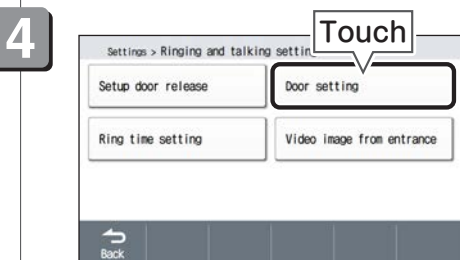 4
Touch
Settings > Ringing and talking
Setup door release
Door setting
Ring time setting
Video image from entrance
Back